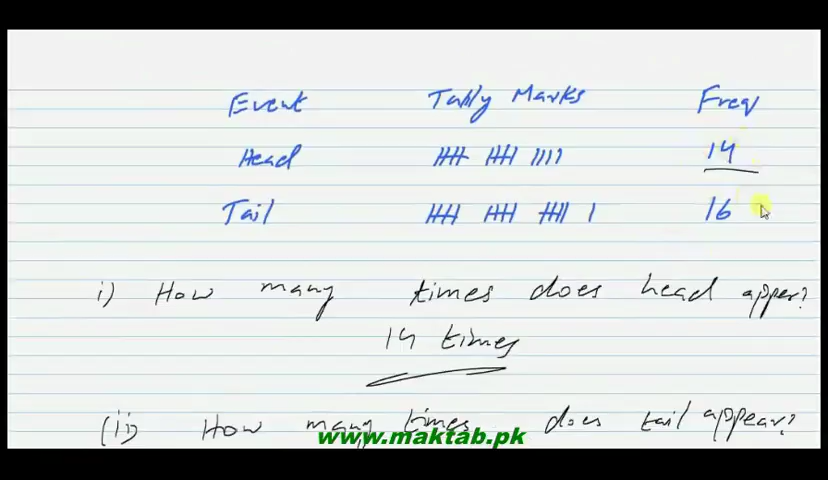 Event Tally Marks Freq
Head 𝍸 𝍸 |||| 14
Tail 𝍸 𝍸 𝍸 | 16
i) How many times does head apper?
14 times
(ii) How many times does tail appear?
www.maktab.pk